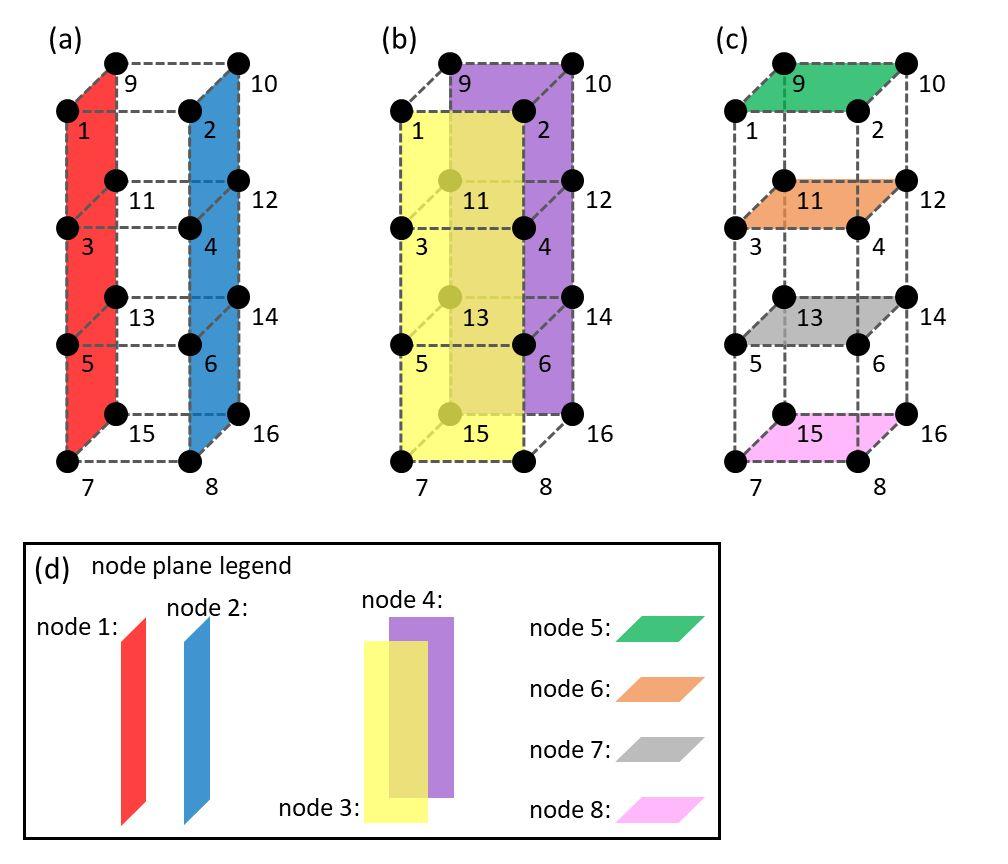 (a) (b) (c)
9 10 9 10 9 10
1 2 1 2 1 2
11 12 11 12 11 12
3 4 3 4 3 4
13 14 13 14 13 14
5 6 5 6 5 6
15 16 15 16 15 16
7 8 7 8 7 8
(d) node plane legend
node 1:
node 2:
node 3:
node 4:
node 5:
node 6:
node 7:
node 8: